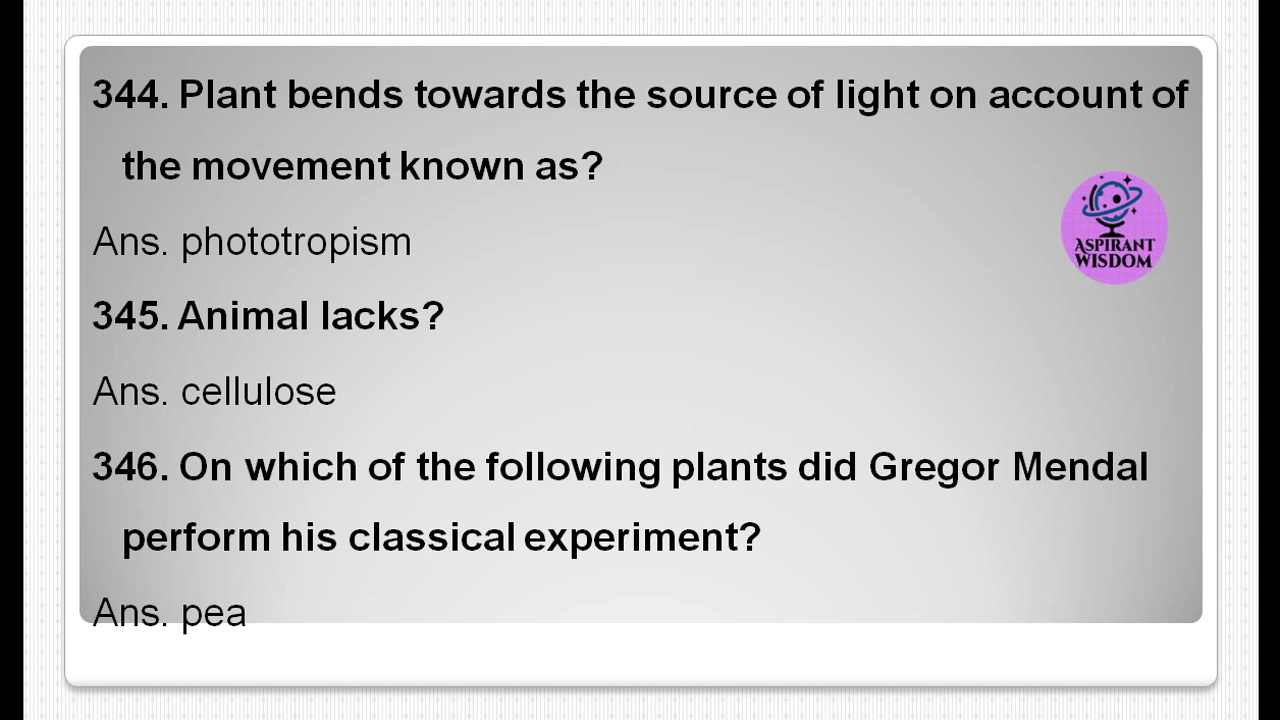 344. Plant bends towards the source of light on account of
the movement known as?
Ans. phototropism
ASPIRANT
WISDOM
345. Animal lacks?
Ans. cellulose
346. On which of the following plants did Gregor Mendal
perform his classical experiment?
Ans. pea